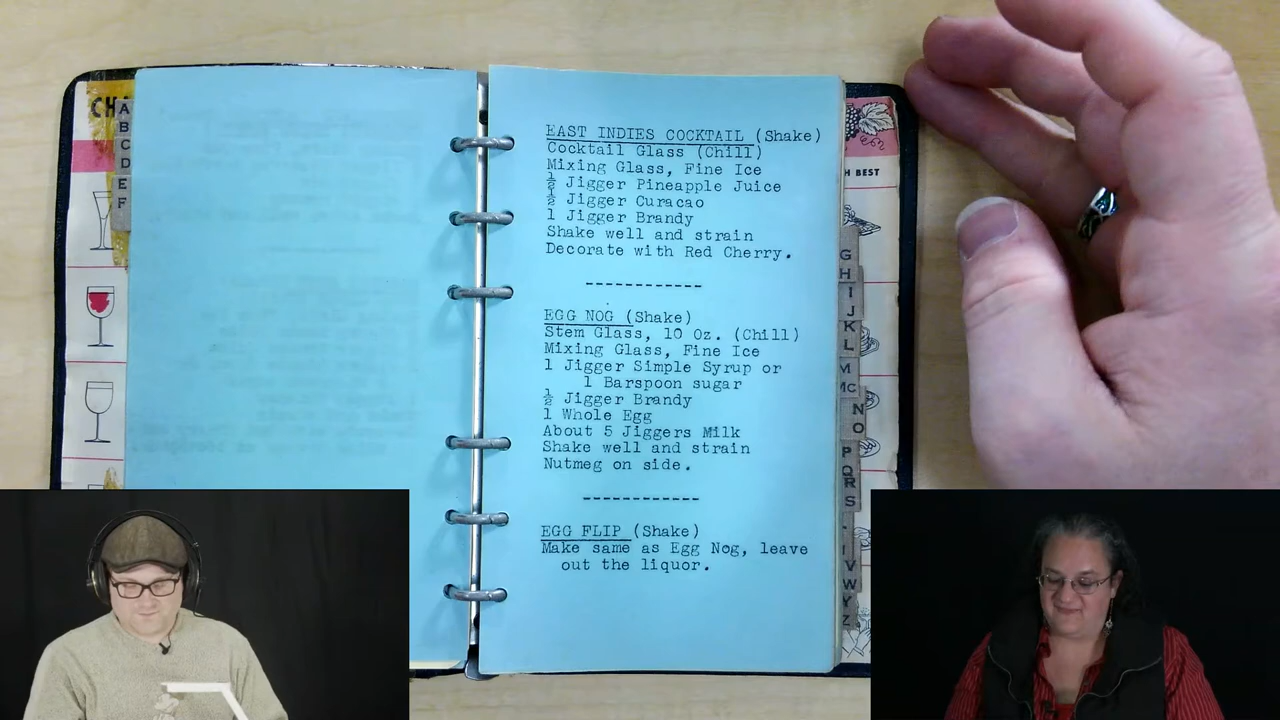 CH
A
B
C
D
E
F
EAST INDIES COCKTAIL (Shake)
Cocktail Glass (Chill)
Mixing Glass, Fine Ice
½ Jigger Pineapple Juice
½ Jigger Curacao
1 Jigger Brandy
Shake well and strain
Decorate with Red Cherry.
------------
EGG NOG (Shake)
Stem Glass, 10 Oz. (Chill)
Mixing Glass, Fine Ice
1 Jigger Simple Syrup or
1 Barspoon sugar
½ Jigger Brandy
1 Whole Egg
About 5 Jiggers Milk
Shake well and strain
Nutmeg on side.
------------
EGG FLIP (Shake)
Make same as Egg Nog, leave
out the liquor.
H BEST
G
H
I
J
K
L
M
MC
N
O
P
Q
R
S
I
V
W
Y
Z